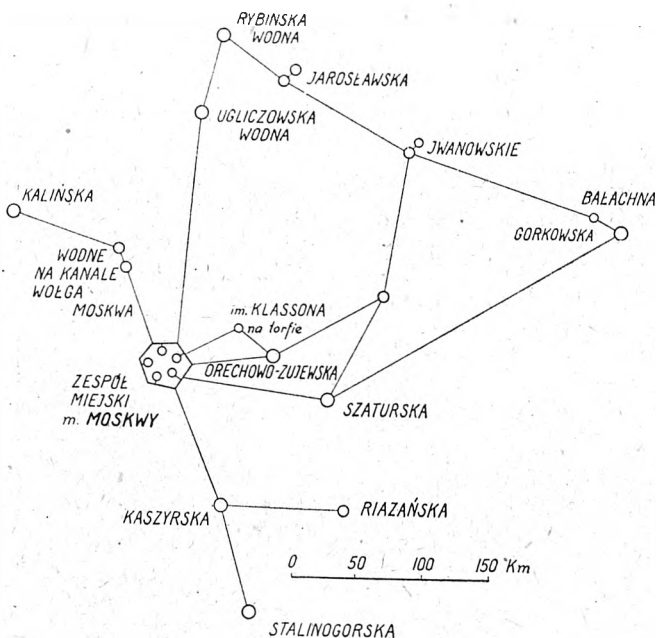 RYBIŃSKA
WODNA
JAROSŁAWSKA
UGLICZOWSKA
WODNA
JWANOWSKIE
KALIŃSKA
BAŁACHNA
GORKOWSKA
WODNE
NA KANALE
WOŁGA
MOSKWA
im. KLASSONA
na torfie
ORECHOWO-ZUJEWSKA
ZESPÓŁ
MIEJSKI
m. MOSKWY
SZATURSKA
KASZYRSKA
RIAZAŃSKA
0 50 100 150 Km
STALINOGORSKA